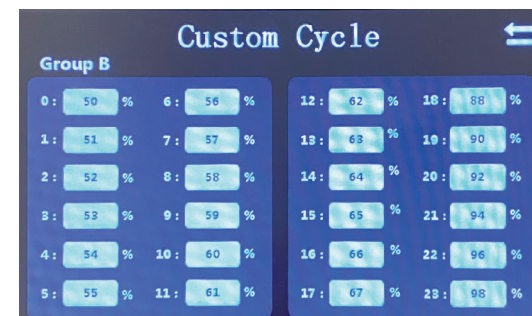 Custom Cycle
Group B
0: 50 % 6: 56 % 12: 62 % 18: 88 %
1: 51 % 7: 57 % 13: 63 % 19: 90 %
2: 52 % 8: 58 % 14: 64 % 20: 92 %
3: 53 % 9: 59 % 15: 65 % 21: 94 %
4: 54 % 10: 60 % 16: 66 % 22: 96 %
5: 55 % 11: 61 % 17: 67 % 23: 98 %